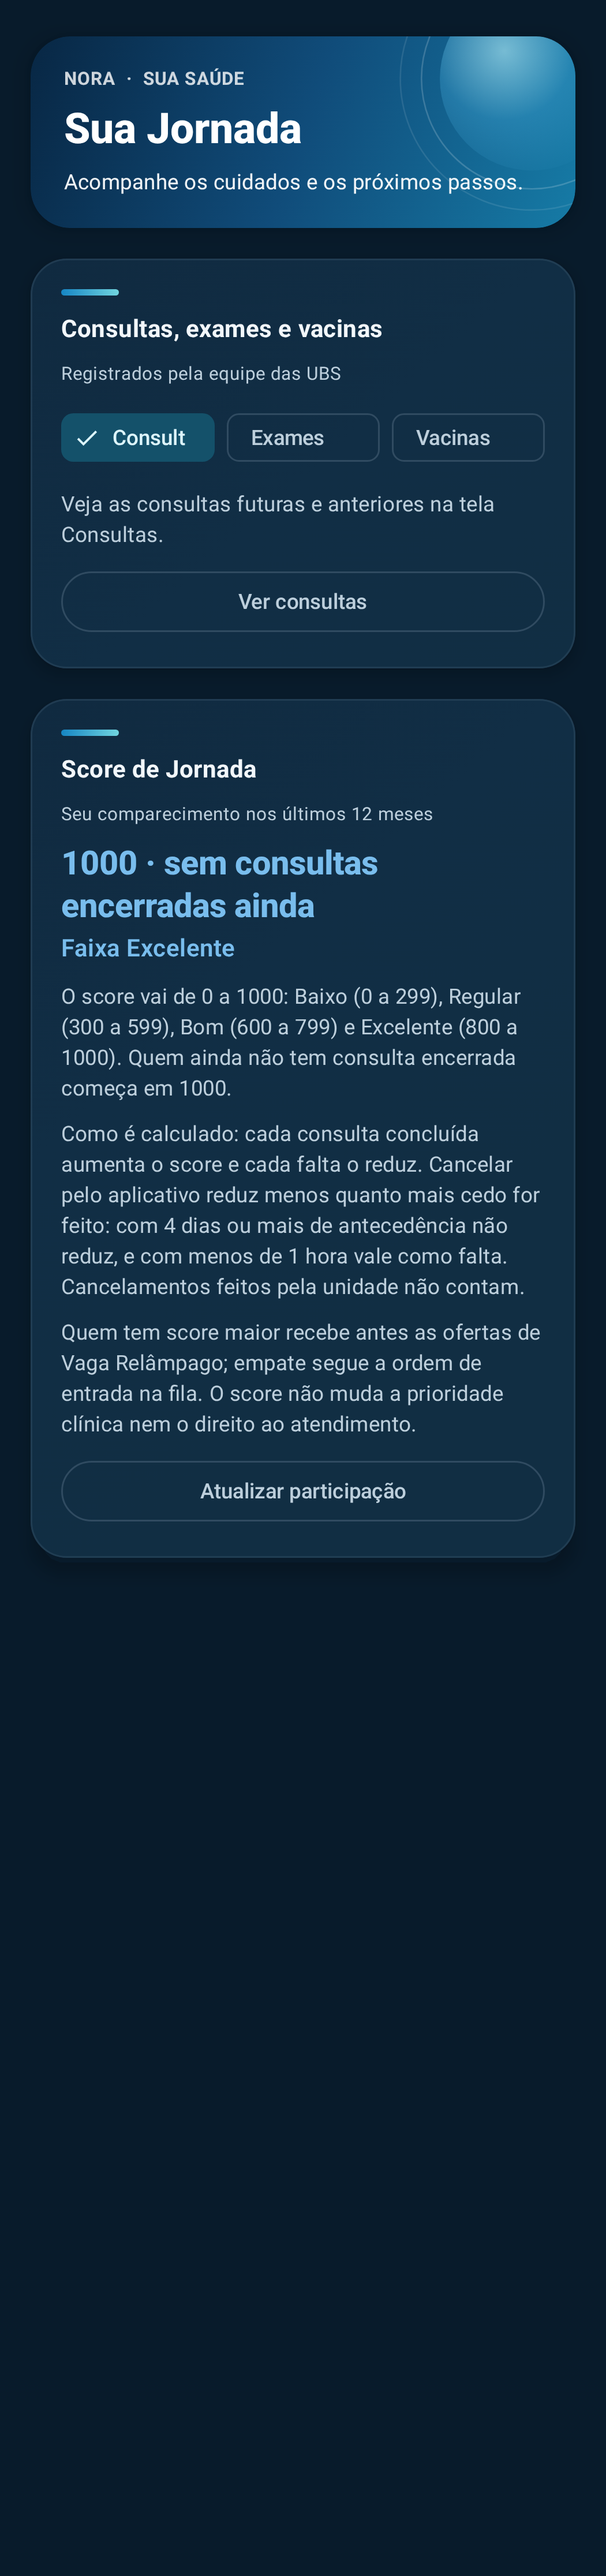 NORA · SUA SAÚDE
Sua Jornada
Acompanhe os cuidados e os próximos passos.
Consultas, exames e vacinas
Registrados pela equipe das UBS
Consult
Exames
Vacinas
Veja as consultas futuras e anteriores na tela
Consultas.
Ver consultas
Score de Jornada
Seu comparecimento nos últimos 12 meses
1000 · sem consultas
encerradas ainda
Faixa Excelente
O score vai de 0 a 1000: Baixo (0 a 299), Regular
(300 a 599), Bom (600 a 799) e Excelente (800 a
1000). Quem ainda não tem consulta encerrada
começa em 1000.
Como é calculado: cada consulta concluída
aumenta o score e cada falta o reduz. Cancelar
pelo aplicativo reduz menos quanto mais cedo for
feito: com 4 dias ou mais de antecedência não
reduz, e com menos de 1 hora vale como falta.
Cancelamentos feitos pela unidade não contam.
Quem tem score maior recebe antes as ofertas de
Vaga Relâmpago; empate segue a ordem de
entrada na fila. O score não muda a prioridade
clínica nem o direito ao atendimento.
Atualizar participação